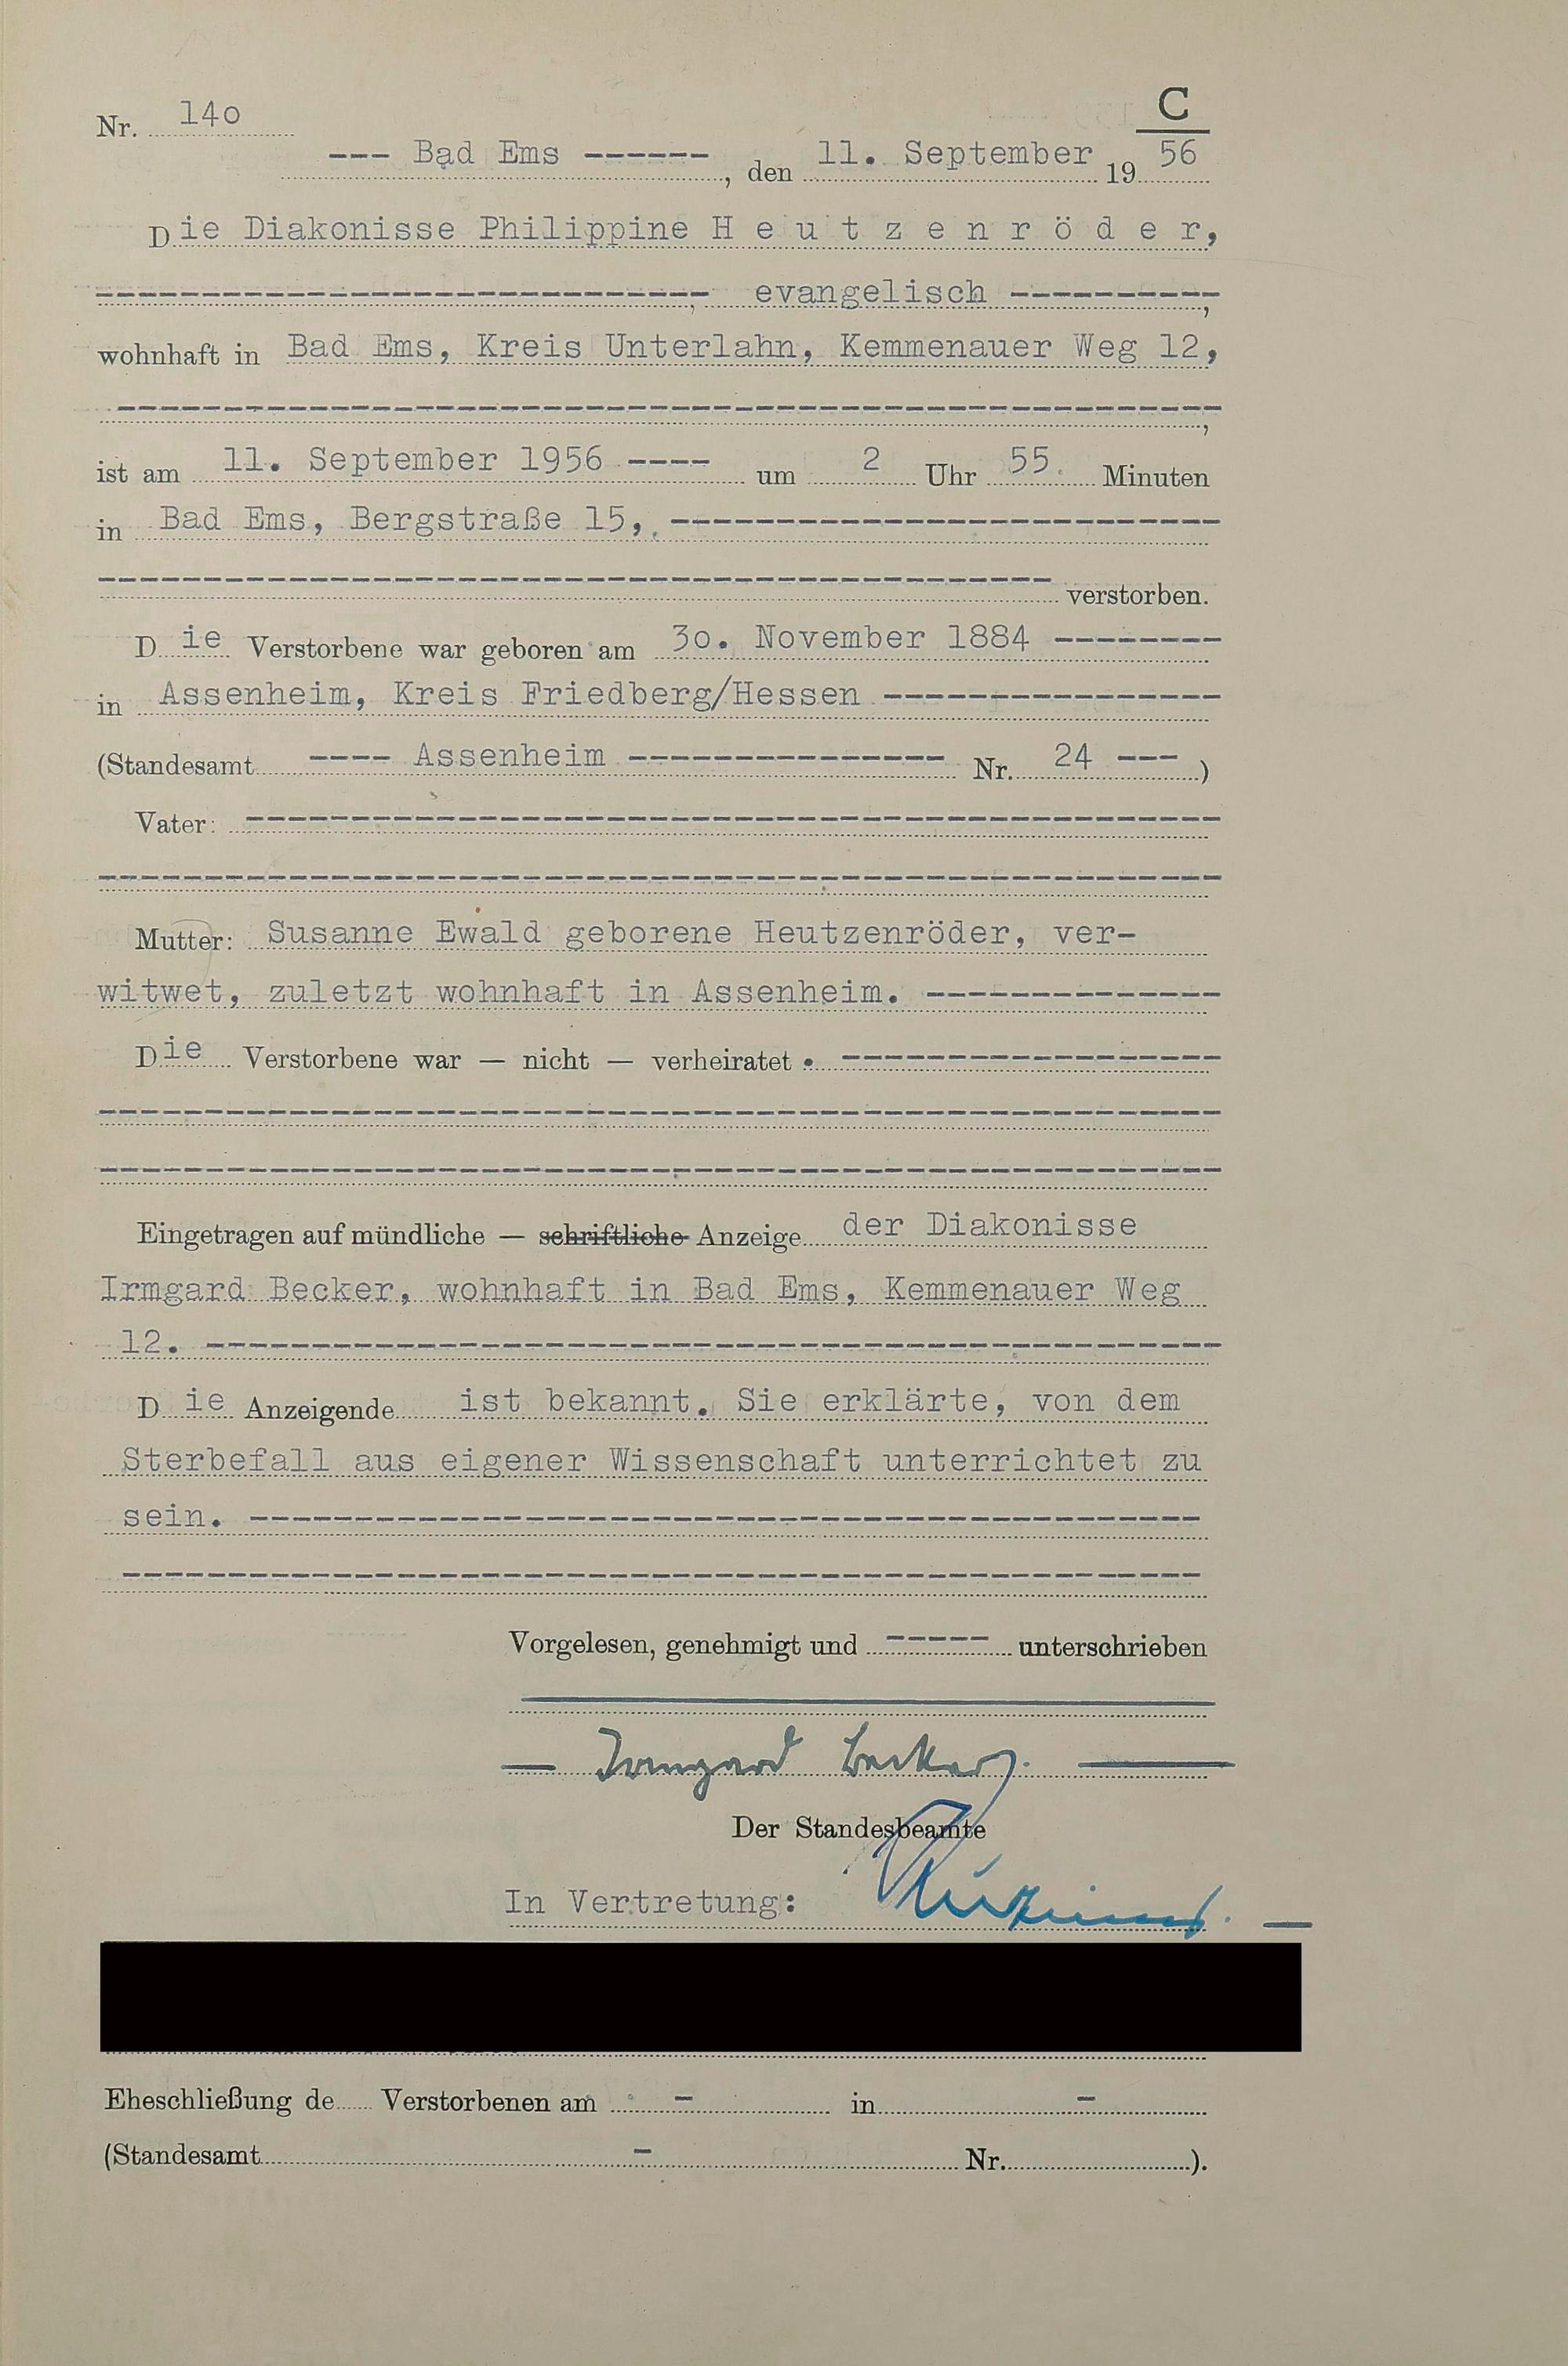 C
Nr. 14o
--- Bad Ems ------, den 11. September 19 56
Die Diakonisse Philippine H e u t z e n r ö d e r,
-----------------------------, evangelisch ----------,
wohnhaft in Bad Ems, Kreis Unterlahn, Kemmenauer Weg 12,
ist am 11. September 1956 ---- um 2 Uhr 55 Minuten
in Bad Ems, Bergstraße 15, --------------------------
verstorben.
Die Verstorbene war geboren am 3o. November 1884 --------
in Assenheim, Kreis Friedberg/Hessen ----------------
(Standesamt ---- Assenheim --------------- Nr. 24 --- )
Vater: ----------------------------------------------
Mutter: Susanne Ewald geborene Heutzenröder, ver-
witwet, zuletzt wohnhaft in Assenheim. --------------
Die Verstorbene war — nicht — verheiratet . ------------------
Eingetragen auf mündliche — schriftliche Anzeige der Diakonisse
Irmgard Becker, wohnhaft in Bad Ems, Kemmenauer Weg
12. ------------------------------------------------
Die Anzeigende ist bekannt. Sie erklärte, von dem
Sterbefall aus eigener Wissenschaft unterrichtet zu
sein. ---------------------------------------------
Vorgelesen, genehmigt und ----- unterschrieben
— Irmgard Becker. —
Der Standesbeamte
In Vertretung:
Eheschließung de Verstorbenen am - in -
(Standesamt - Nr. ).